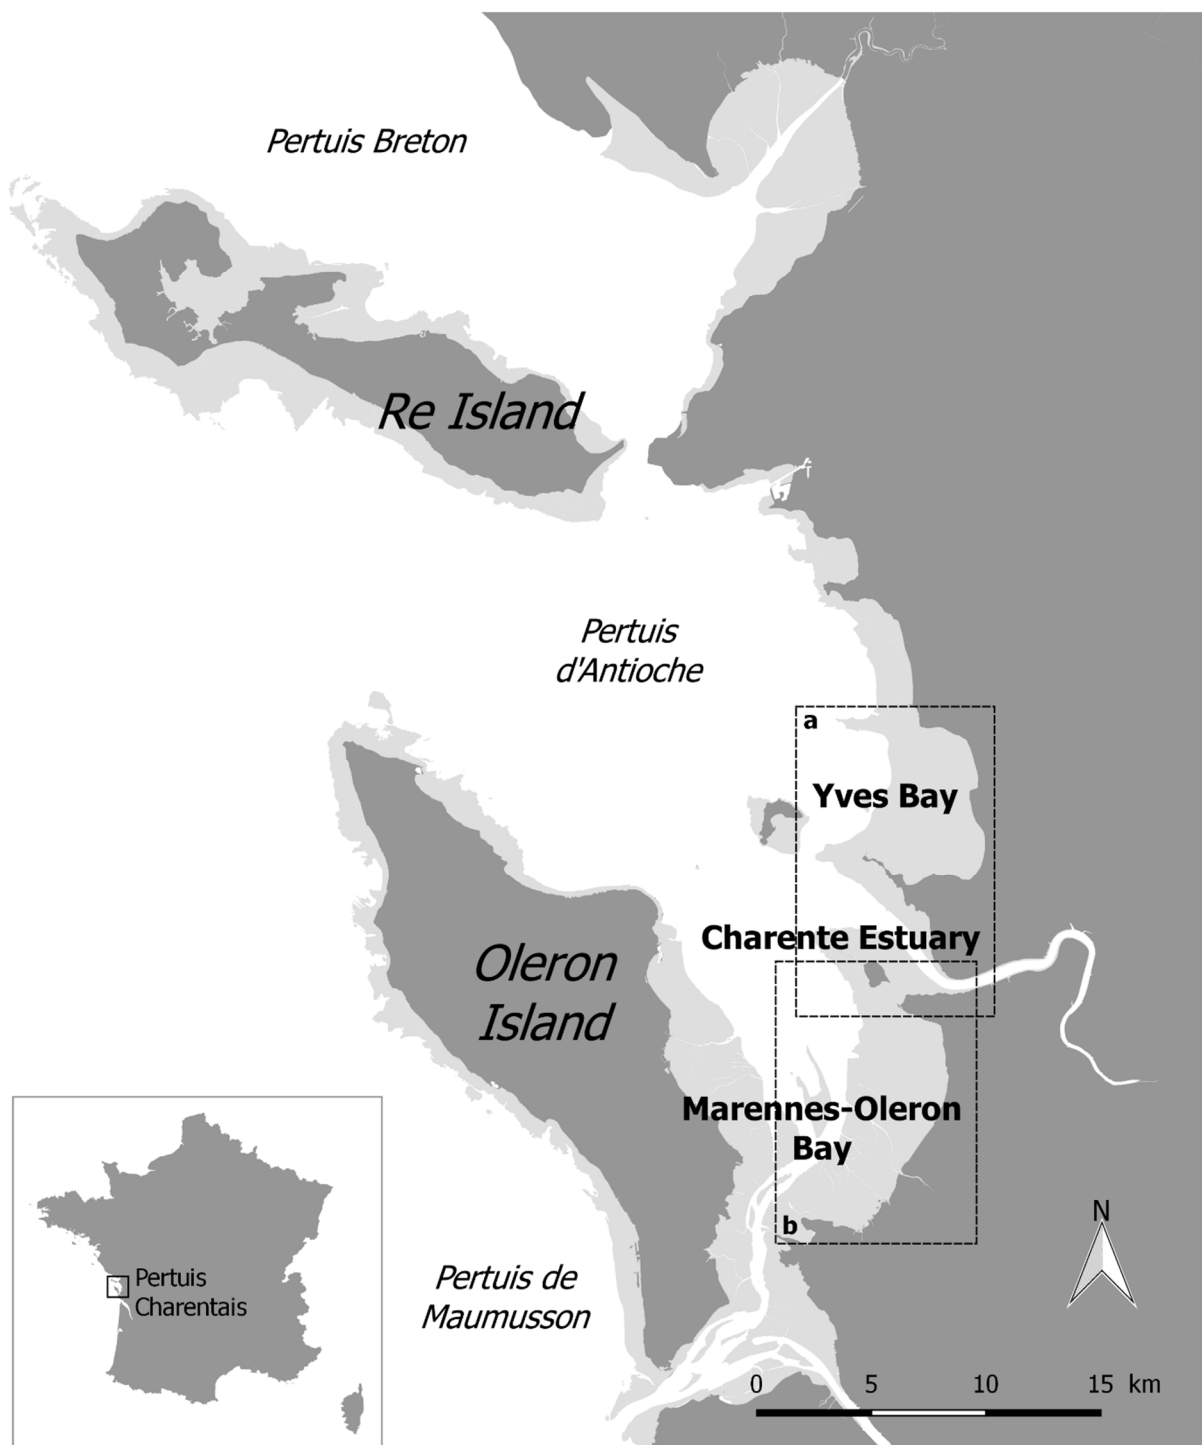 Pertuis Breton
Re Island
Pertuis
d'Antioche
a
Yves Bay
Charente Estuary
Oleron
Island
Marennes-Oleron
Bay
b
N
Pertuis de
Maumusson
Pertuis
Charentais
0 5 10 15 km